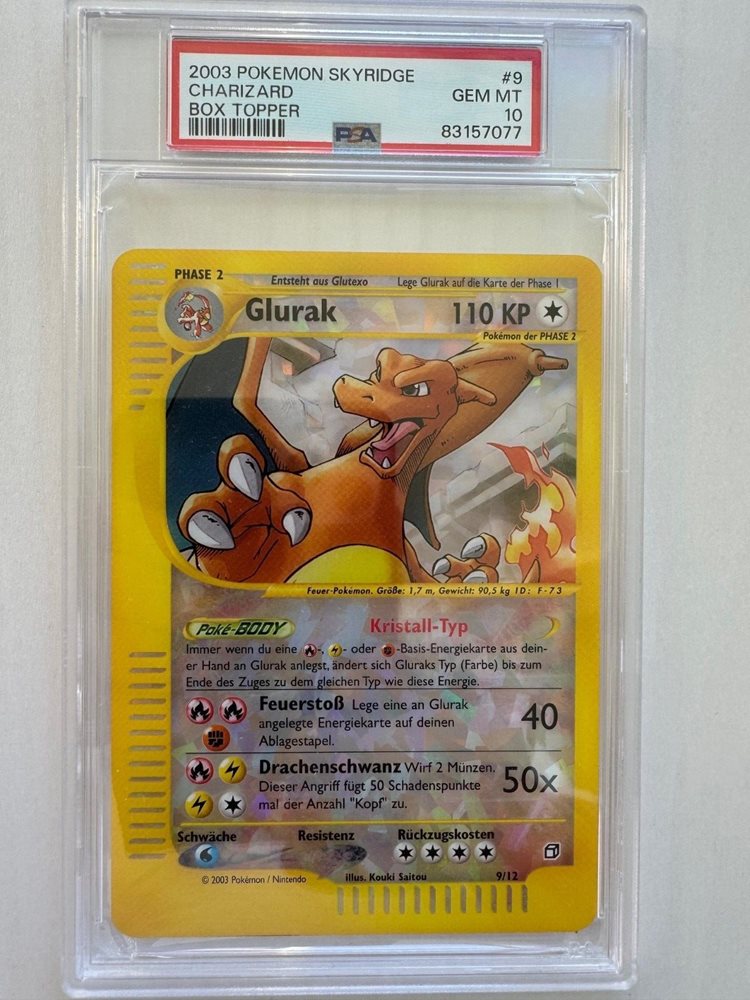 2003 POKEMON SKYRIDGE #9
CHARIZARD GEM MT
BOX TOPPER 10
PSA 83157077
PHASE 2 Entsteht aus Glutexo Lege Glurak auf die Karte der Phase 1
Glurak 110 KP
Pokémon der PHASE 2
Feuer-Pokémon. Größe: 1,7 m, Gewicht: 90,5 kg ID: F-73
Poké-BODY Kristall-Typ
Immer wenn du eine -, - oder -Basis-Energiekarte aus dein-
er Hand an Glurak anlegst, ändert sich Gluraks Typ (Farbe) bis zum
Ende des Zuges zu dem gleichen Typ wie diese Energie.
Feuerstoß Lege eine an Glurak
angelegte Energiekarte auf deinen 40
Ablagestapel.
Drachenschwanz Wirf 2 Münzen.
Dieser Angriff fügt 50 Schadenspunkte 50x
mal der Anzahl "Kopf" zu.
Schwäche Resistenz Rückzugskosten
© 2003 Pokémon / Nintendo illus. Kouki Saitou 9/12